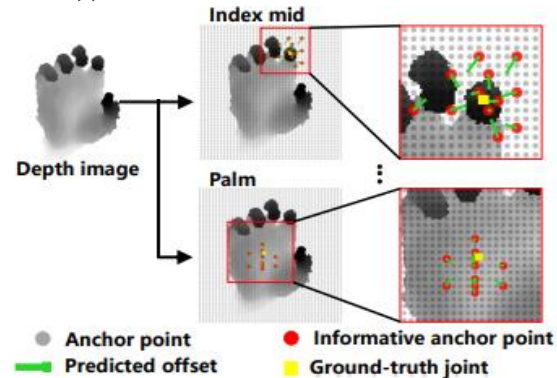 Index mid
Depth image
Palm
Anchor point
Informative anchor point
Predicted offset
Ground-truth joint